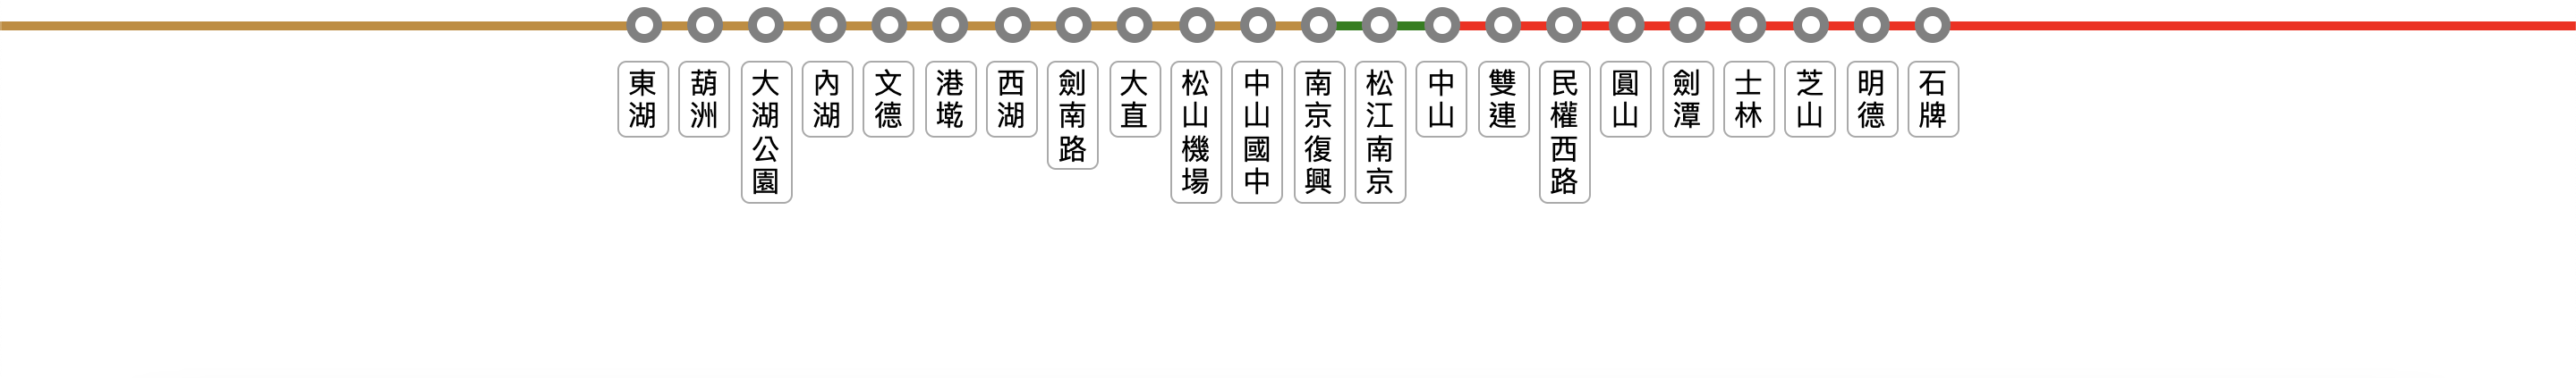 東湖
葫洲
大湖公園
內湖
文德
港墘
西湖
劍南路
大直
松山機場
中山國中
南京復興
松江南京
中山
雙連
民權西路
圓山
劍潭
士林
芝山
明德
石牌